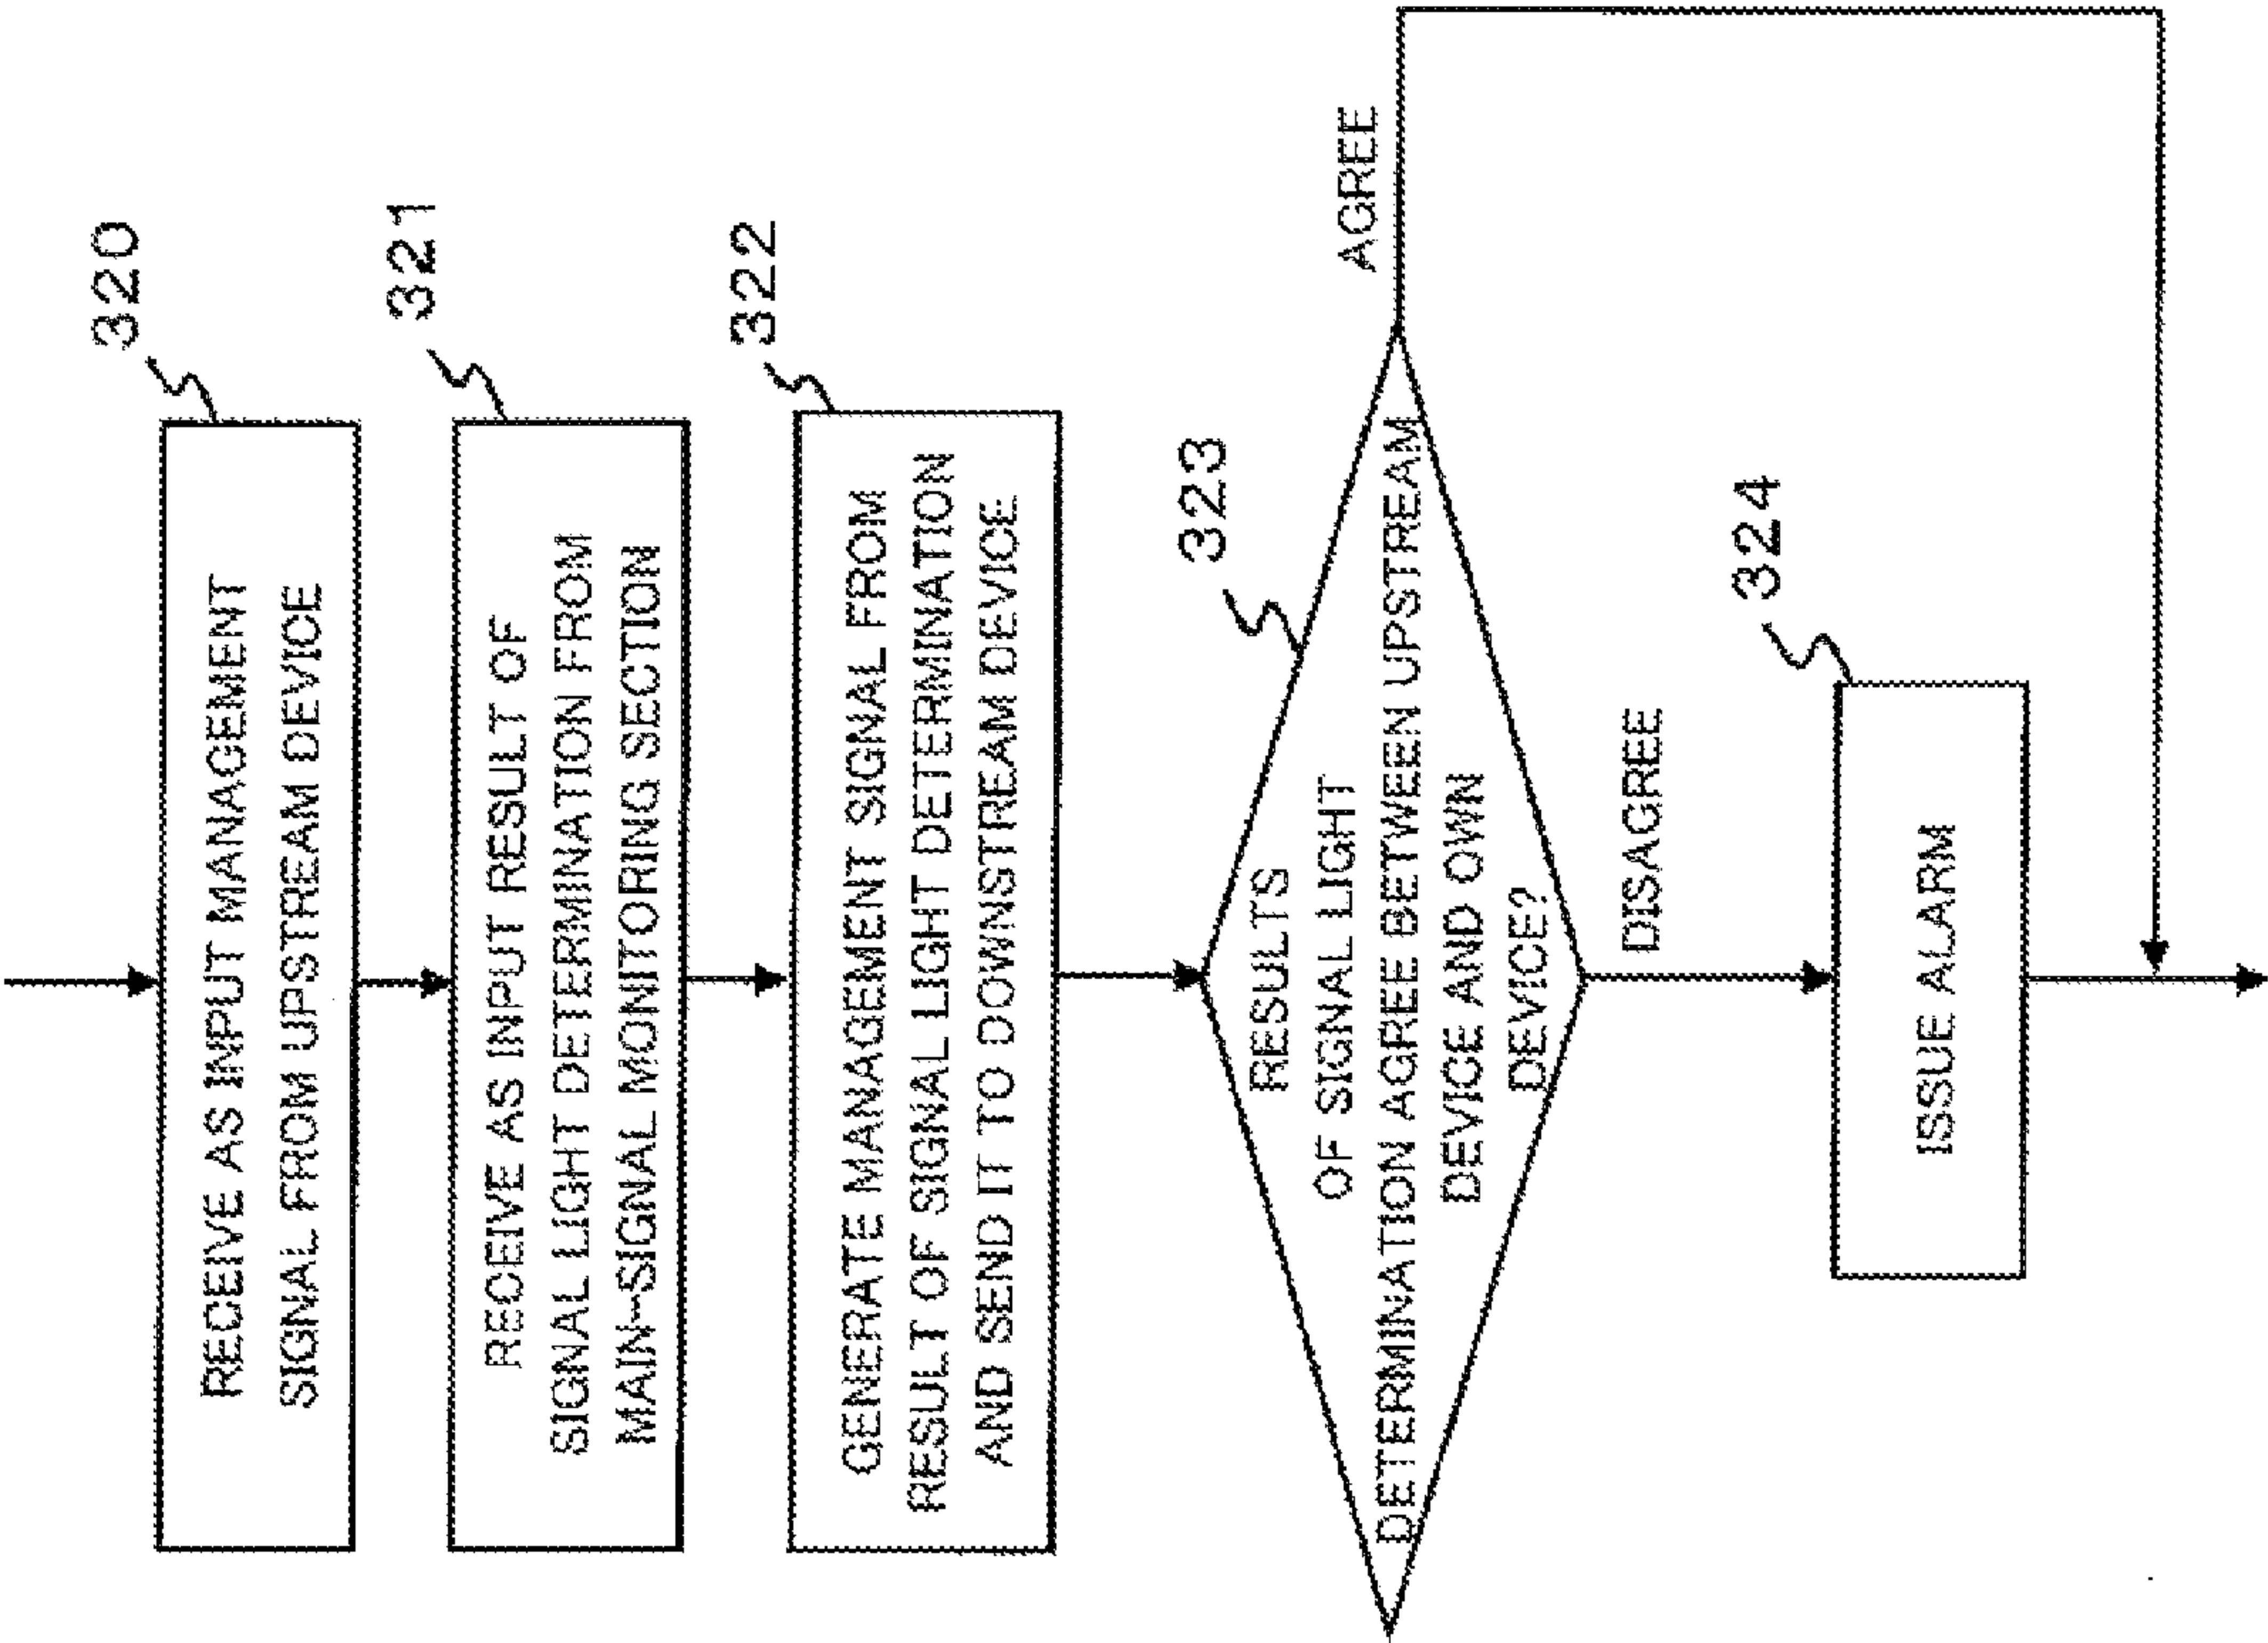 320
RECEIVE AS INPUT MANAGEMENT
SIGNAL FROM UPSTREAM DEVICE
321
RECEIVE AS INPUT RESULT OF
SIGNAL LIGHT DETERMINATION FROM
MAIN-SIGNAL MONITORING SECTION
322
GENERATE MANAGEMENT SIGNAL FROM
RESULT OF SIGNAL LIGHT DETERMINATION
AND SEND IT TO DOWNSTREAM DEVICE
323
RESULTS
OF SIGNAL LIGHT
DETERMINATION AGREE BETWEEN UPSTREAM
DEVICE AND OWN
DEVICE?
AGREE
DISAGREE
324
ISSUE ALARM